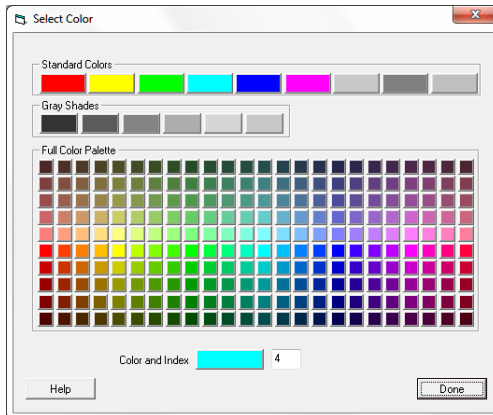 Select Color
Standard Colors
Gray Shades
Full Color Palette
Color and Index 4
Help Done